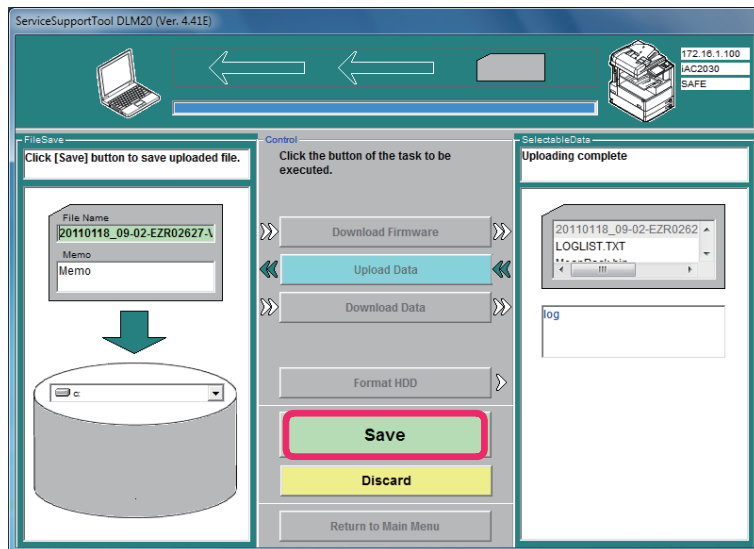 ServiceSupportTool DLM20 (Ver. 4.41E)
172.16.1.100
iAC2030
SAFE
FileSave
Click [Save] button to save uploaded file.
File Name
20110118_09-02-EZR02627-\
Memo
Memo
c:
Control
Click the button of the task to be
executed.
Download Firmware
Upload Data
Download Data
Format HDD
Save
Discard
Return to Main Menu
SelectableData
Uploading complete
20110118_09-02-EZR0262
LOGLIST.TXT
log